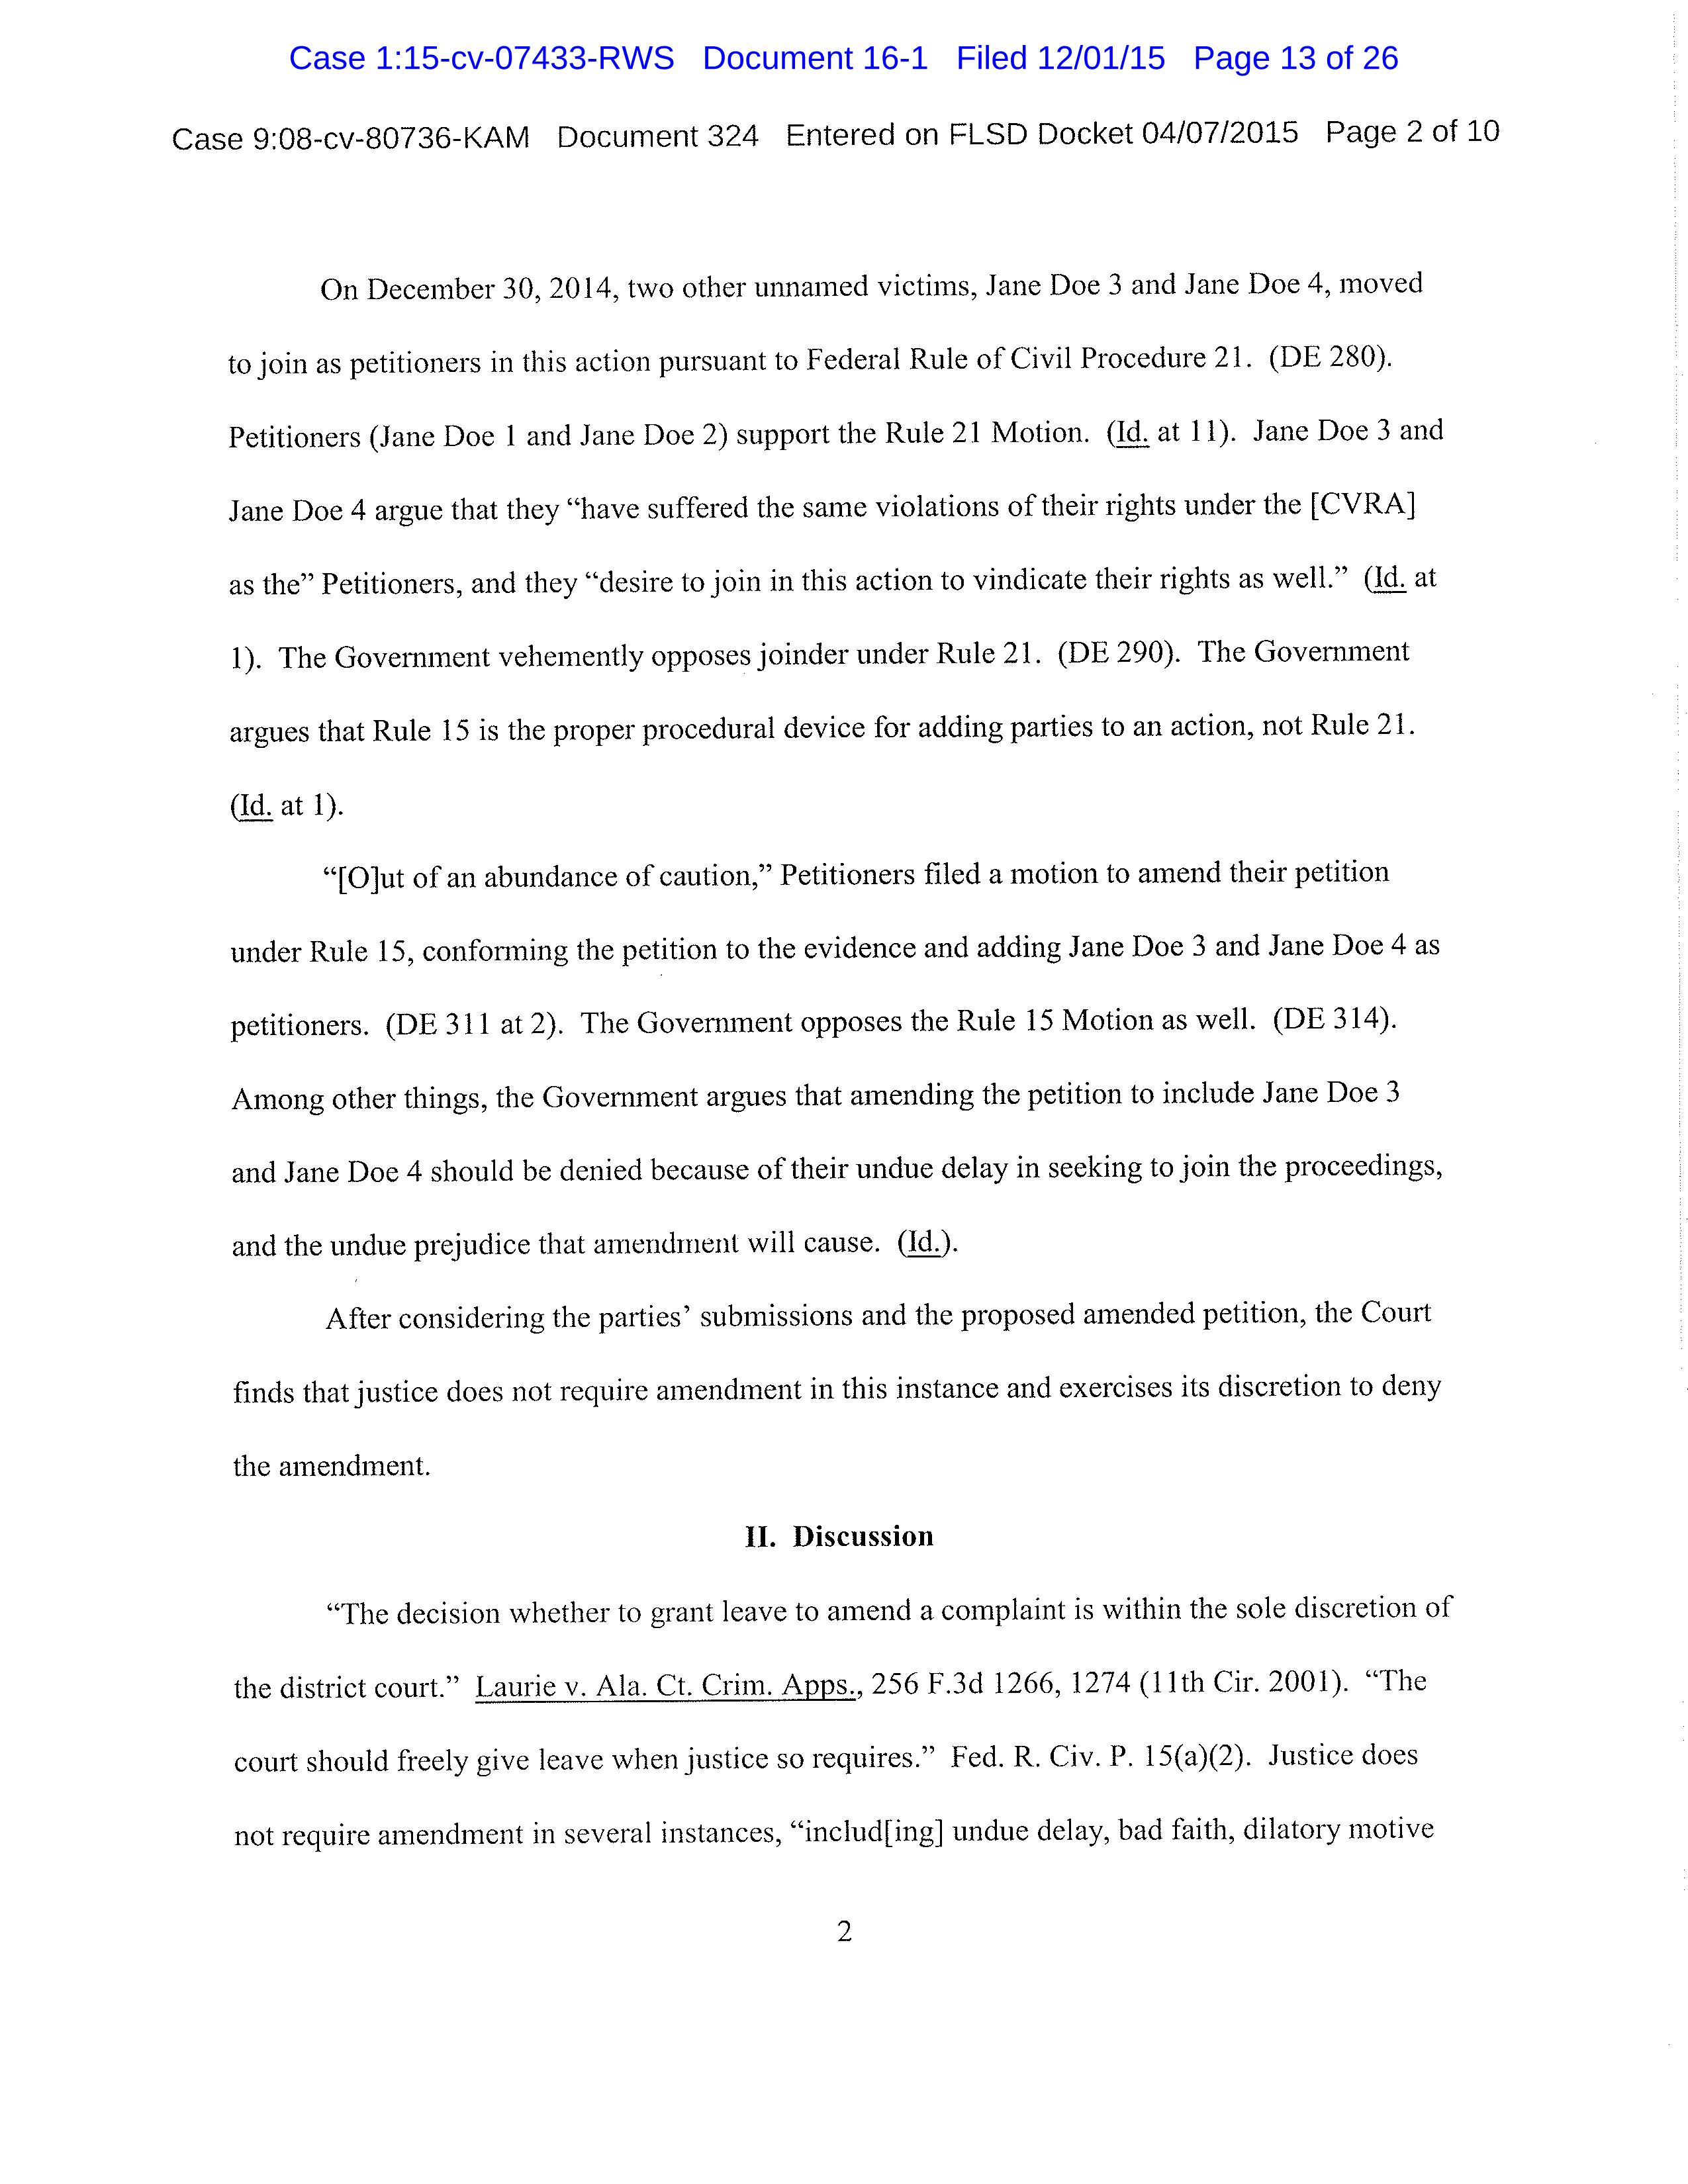 Case 1:15-cv-07433-RWS Document 16-1 Filed 12/01/15 Page 13 of 26
Case 9:08-cv-80736-KAM Document 324 Entered on FLSD Docket 04/07/2015 Page 2 of 10
On December 30, 2014, two other unnamed victims, Jane Doe 3 and Jane Doe 4, moved
to join as petitioners in this action pursuant to Federal Rule of Civil Procedure 21. (DE 280).
Petitioners (Jane Doe 1 and Jane Doe 2) support the Rule 21 Motion. (Id. at 11). Jane Doe 3 and
Jane Doe 4 argue that they “have suffered the same violations of their rights under the [CVRA]
as the” Petitioners, and they “desire to join in this action to vindicate their rights as well.” (Id. at
1). The Government vehemently opposes joinder under Rule 21. (DE 290). The Government
argues that Rule 15 is the proper procedural device for adding parties to an action, not Rule 21.
(Id. at 1).
“[O]ut of an abundance of caution,” Petitioners filed a motion to amend their petition
under Rule 15, conforming the petition to the evidence and adding Jane Doe 3 and Jane Doe 4 as
petitioners. (DE 311 at 2). The Government opposes the Rule 15 Motion as well. (DE 314).
Among other things, the Government argues that amending the petition to include Jane Doe 3
and Jane Doe 4 should be denied because of their undue delay in seeking to join the proceedings,
and the undue prejudice that amendment will cause. (Id.).
After considering the parties’ submissions and the proposed amended petition, the Court
finds that justice does not require amendment in this instance and exercises its discretion to deny
the amendment.
II. Discussion
“The decision whether to grant leave to amend a complaint is within the sole discretion of
the district court.” Laurie v. Ala. Ct. Crim. Apps., 256 F.3d 1266, 1274 (11th Cir. 2001). “The
court should freely give leave when justice so requires.” Fed. R. Civ. P. 15(a)(2). Justice does
not require amendment in several instances, “includ[ing] undue delay, bad faith, dilatory motive
2